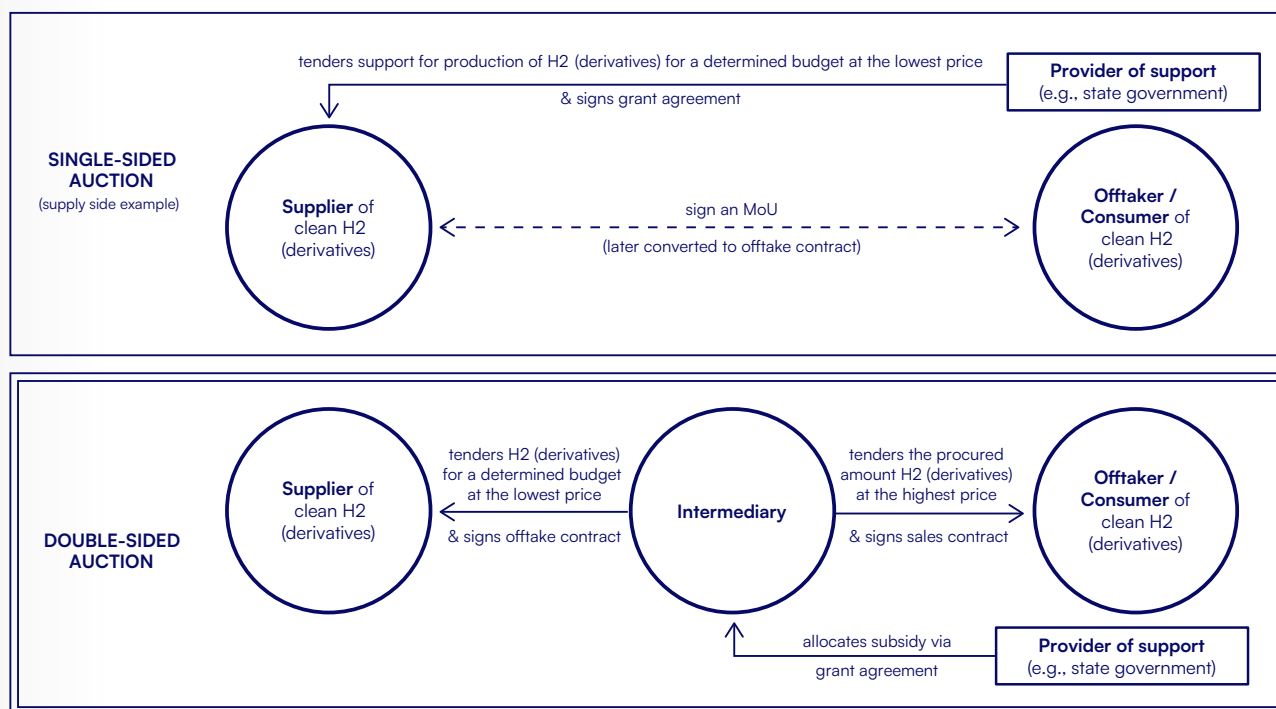 tenders support for production of H2 (derivatives) for a determined budget at the lowest price
& signs grant agreement
Provider of support
(e.g., state government)
SINGLE-SIDED
AUCTION
(supply side example)
Supplier of
clean H2
(derivatives)
sign an MoU
(later converted to offtake contract)
Offtaker /
Consumer of
clean H2
(derivatives)
DOUBLE-SIDED
AUCTION
Supplier of
clean H2
(derivatives)
tenders H2 (derivatives)
for a determined budget
at the lowest price
& signs offtake contract
Intermediary
tenders the procured
amount H2 (derivatives)
at the highest price
& signs sales contract
Offtaker /
Consumer of
clean H2
(derivatives)
allocates subsidy via
grant agreement
Provider of support
(e.g., state government)